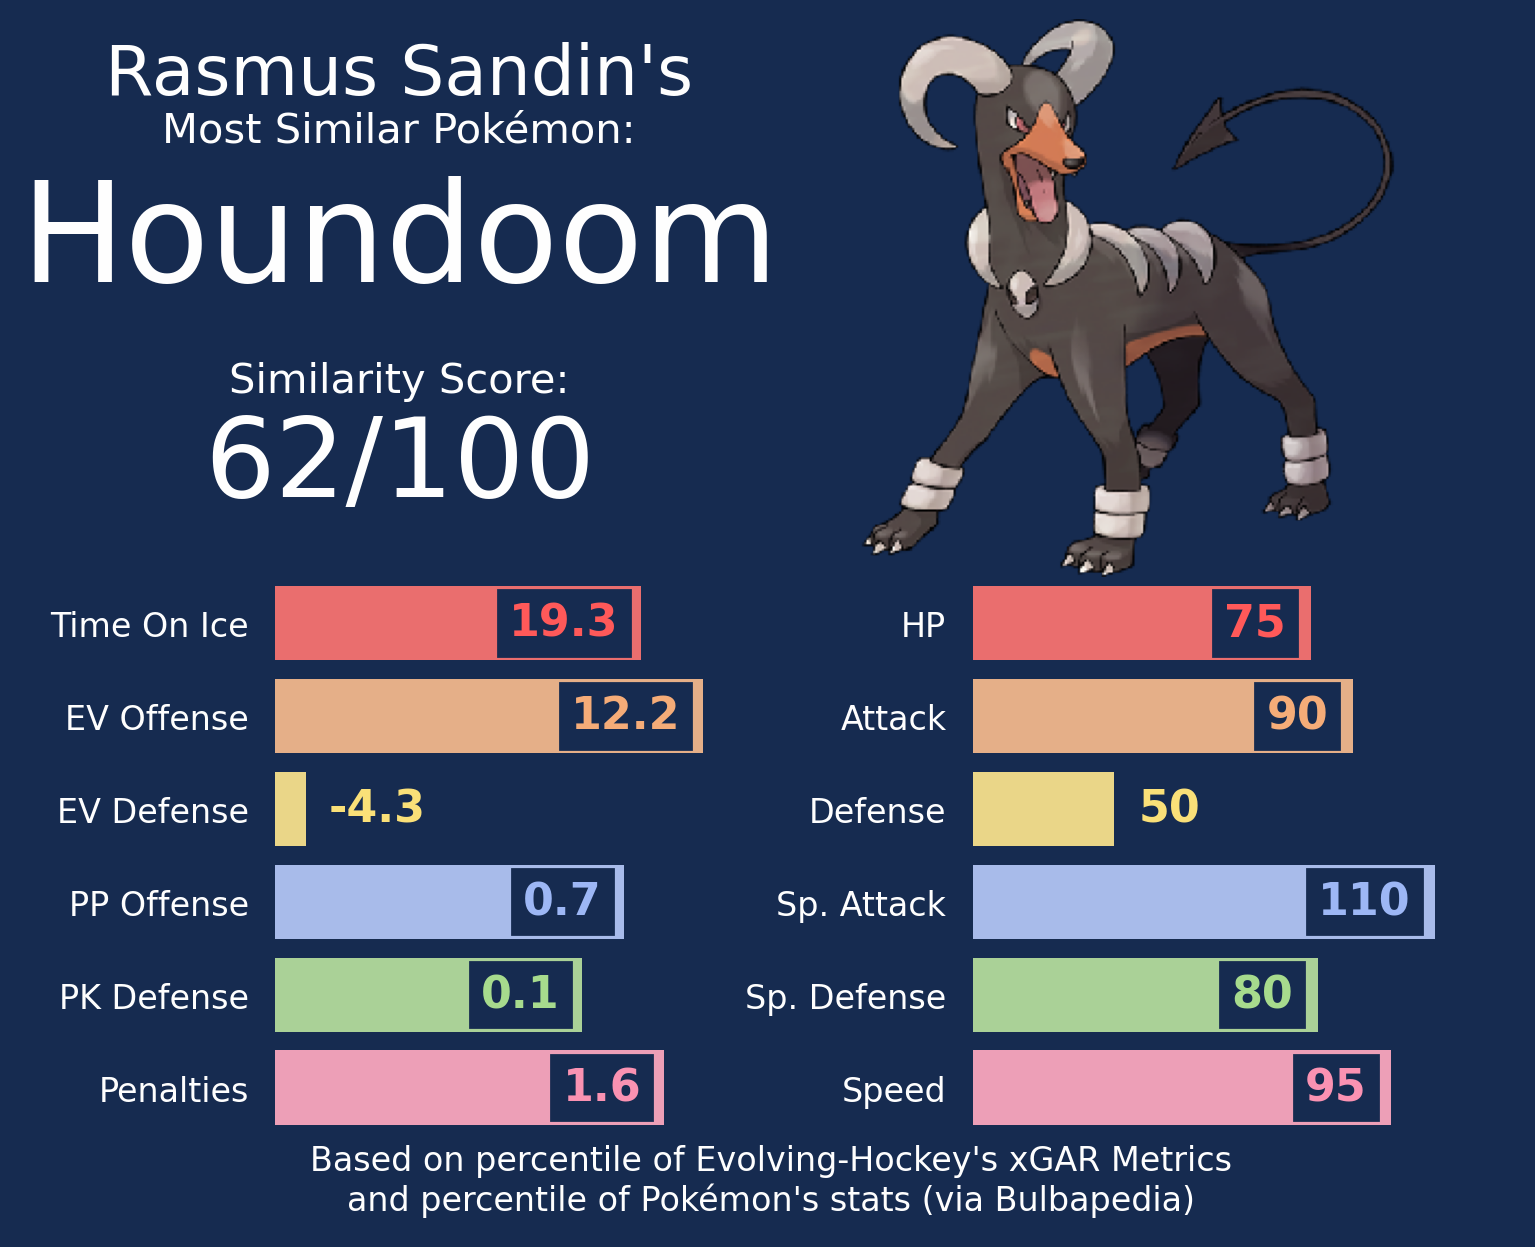 Rasmus Sandin's
Most Similar Pokémon:
Houndoom
Similarity Score:
62/100
Time On Ice 19.3
EV Offense 12.2
EV Defense -4.3
PP Offense 0.7
PK Defense 0.1
Penalties 1.6
HP 75
Attack 90
Defense 50
Sp. Attack 110
Sp. Defense 80
Speed 95
Based on percentile of Evolving-Hockey's xGAR Metrics
and percentile of Pokémon's stats (via Bulbapedia)